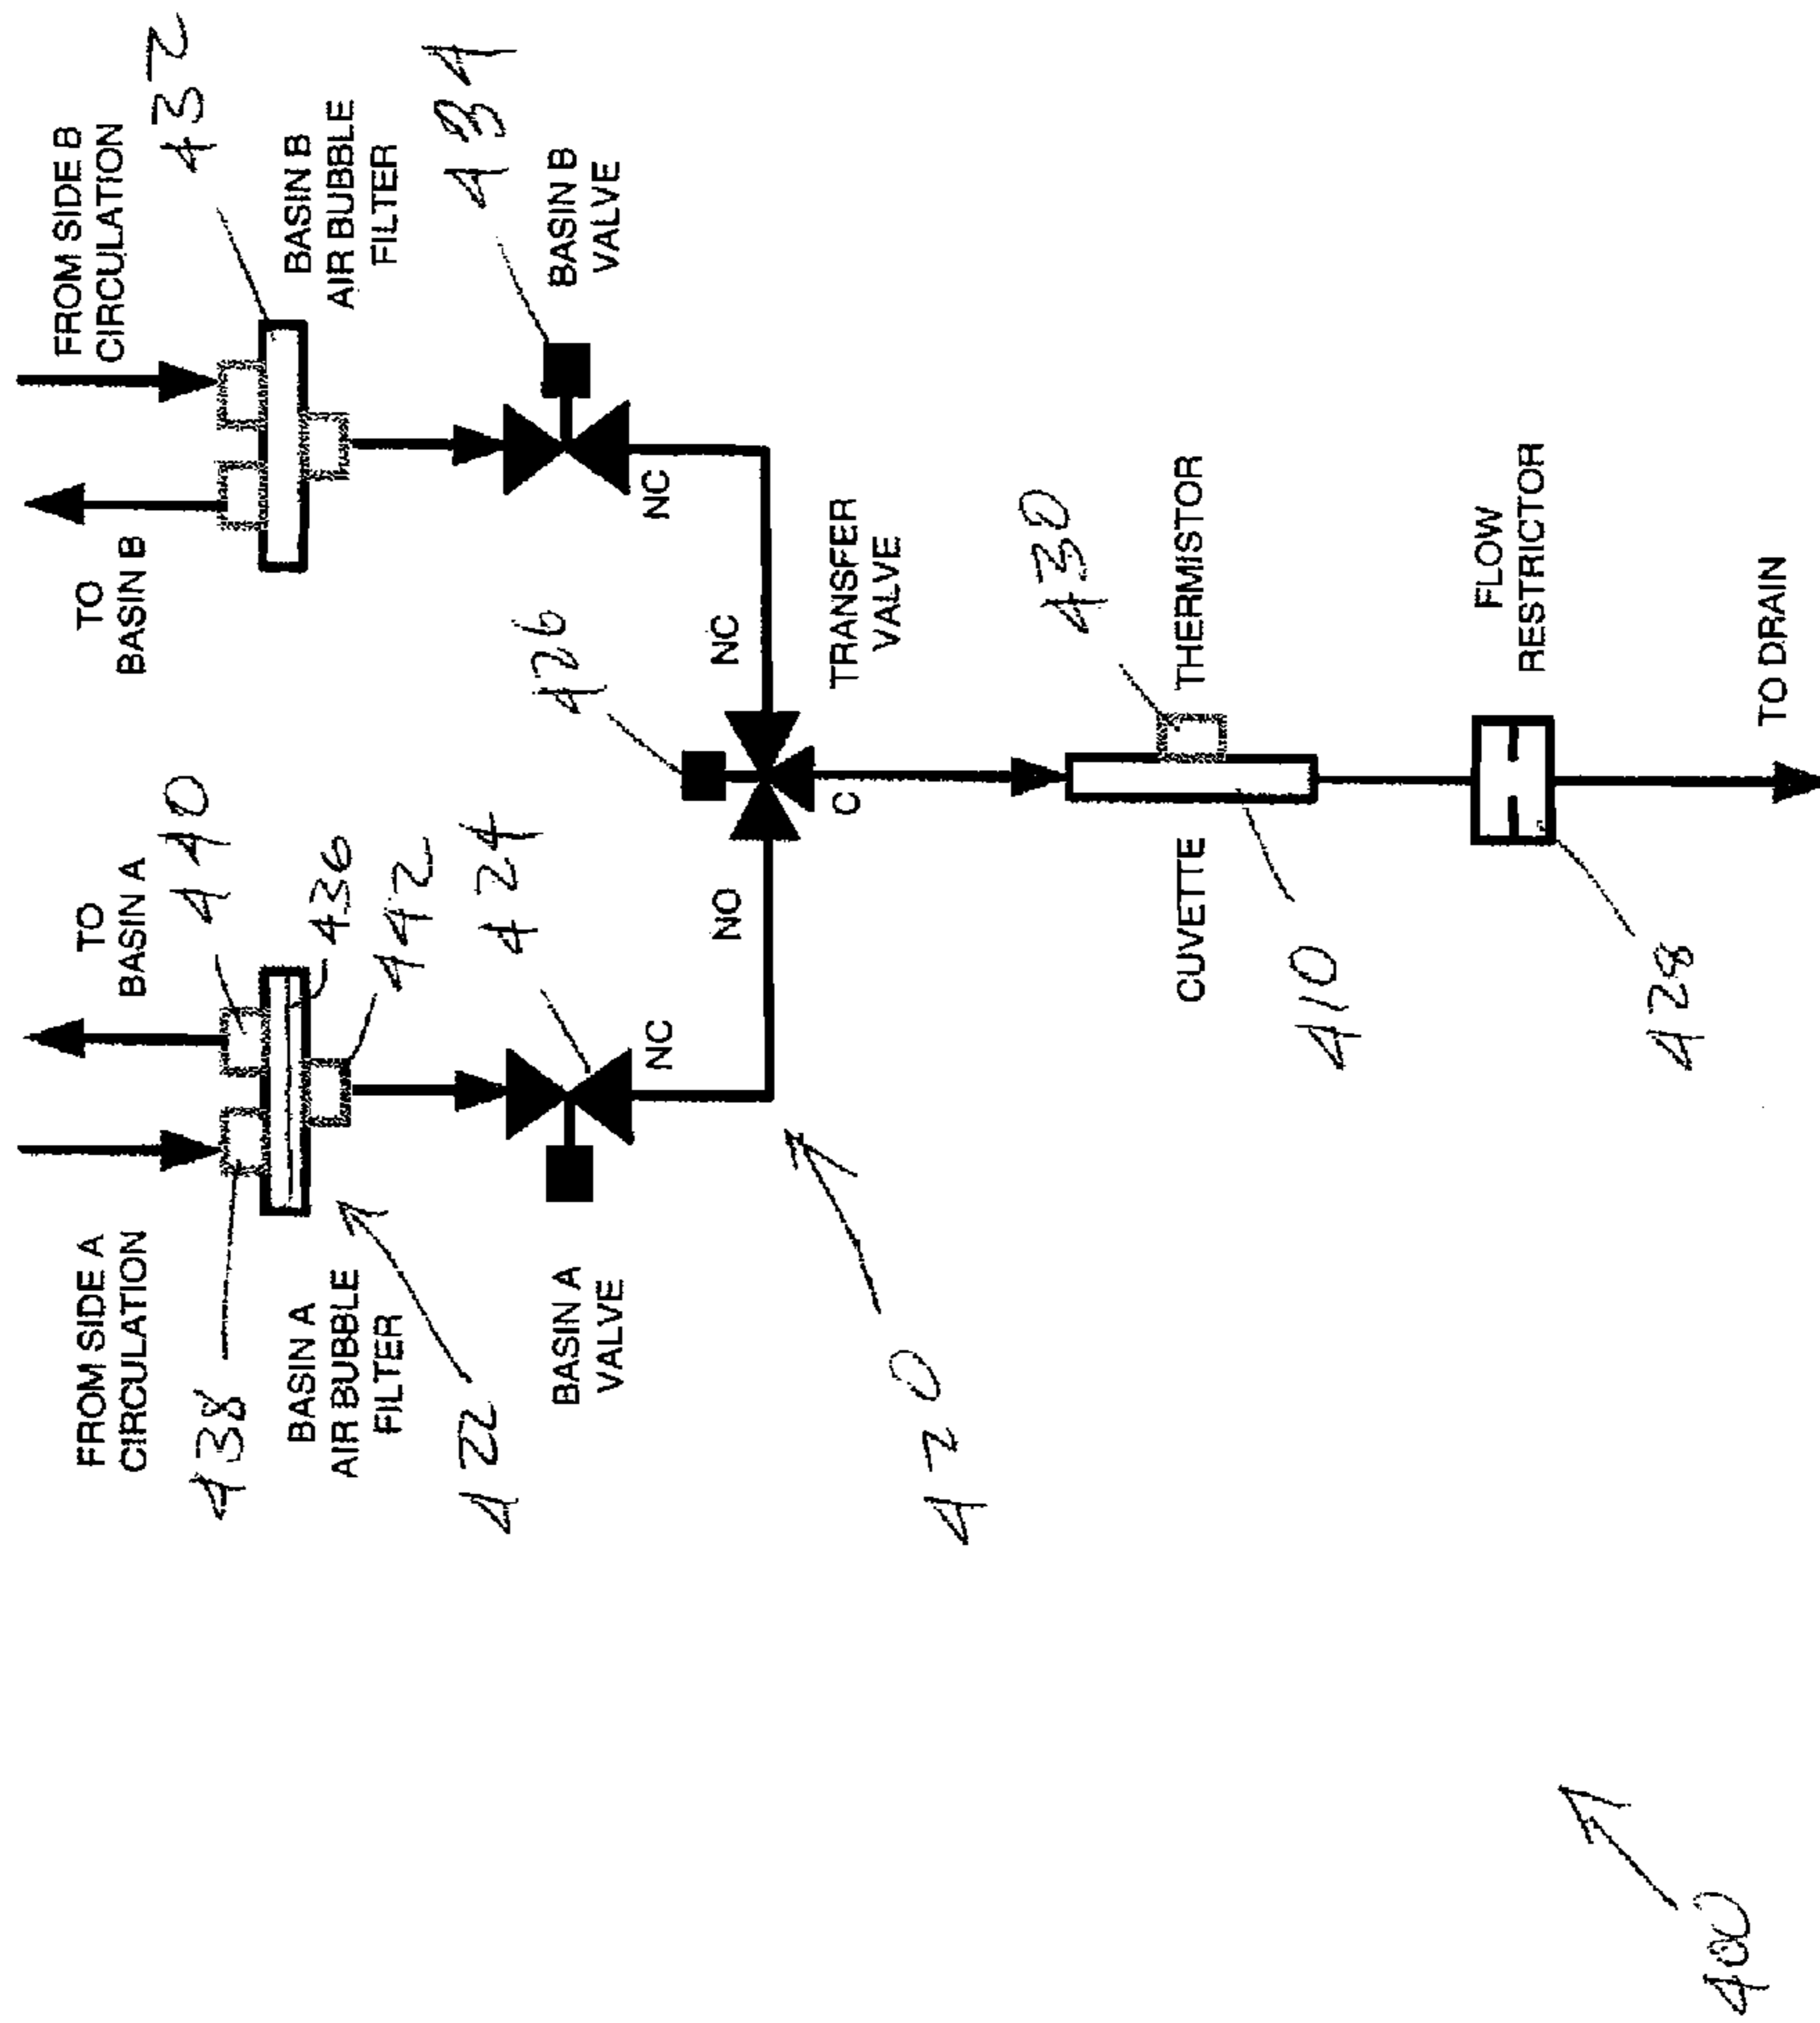 FROM SIDE A
CIRCULATION
438
TO
BASIN A
440
436
442
BASIN A
AIR BUBBLE
FILTER
422
424
BASIN A
VALVE
NC
420
TO
BASIN B
FROM SIDE B
CIRCULATION
432
BASIN B
AIR BUBBLE
FILTER
434
BASIN B
VALVE
NC
426
NO
NC
C
TRANSFER
VALVE
430
CUVETTE
THERMISTOR
410
FLOW
RESTRICTOR
428
TO DRAIN
400